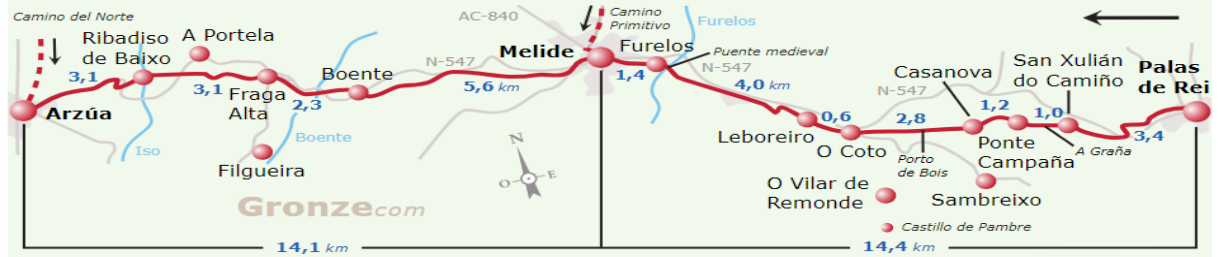 Camino del Norte
AC-840
Camino
Primitivo
Furelos
Ribadiso
de Baixo
A Portela
Melide
Furelos
Puente medieval
San Xulián
do Camiño
Palas
de Rei
3,1
3,1
Boente
N-547
5,6 km
1,4
N-547
4,0 km
Casanova
N-547
1,2
1,0
3,4
Arzúa
Fraga
Alta
2,3
Iso
Boente
Filgueira
Leboreiro
0,6
O Coto
2,8
Porto
de Bois
Ponte
Campaña
A Graña
N
O
E
S
O Vilar de
Remonde
Sambreixo
Castillo de Pambre
Gronze.com
14,1 km
14,4 km